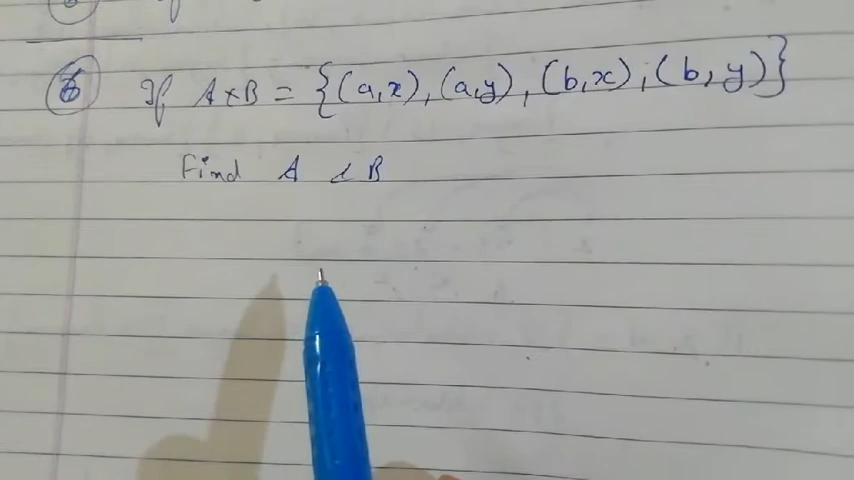 6 If A×B = {(a,x), (a,y), (b,x), (b,y)}
Find A & B